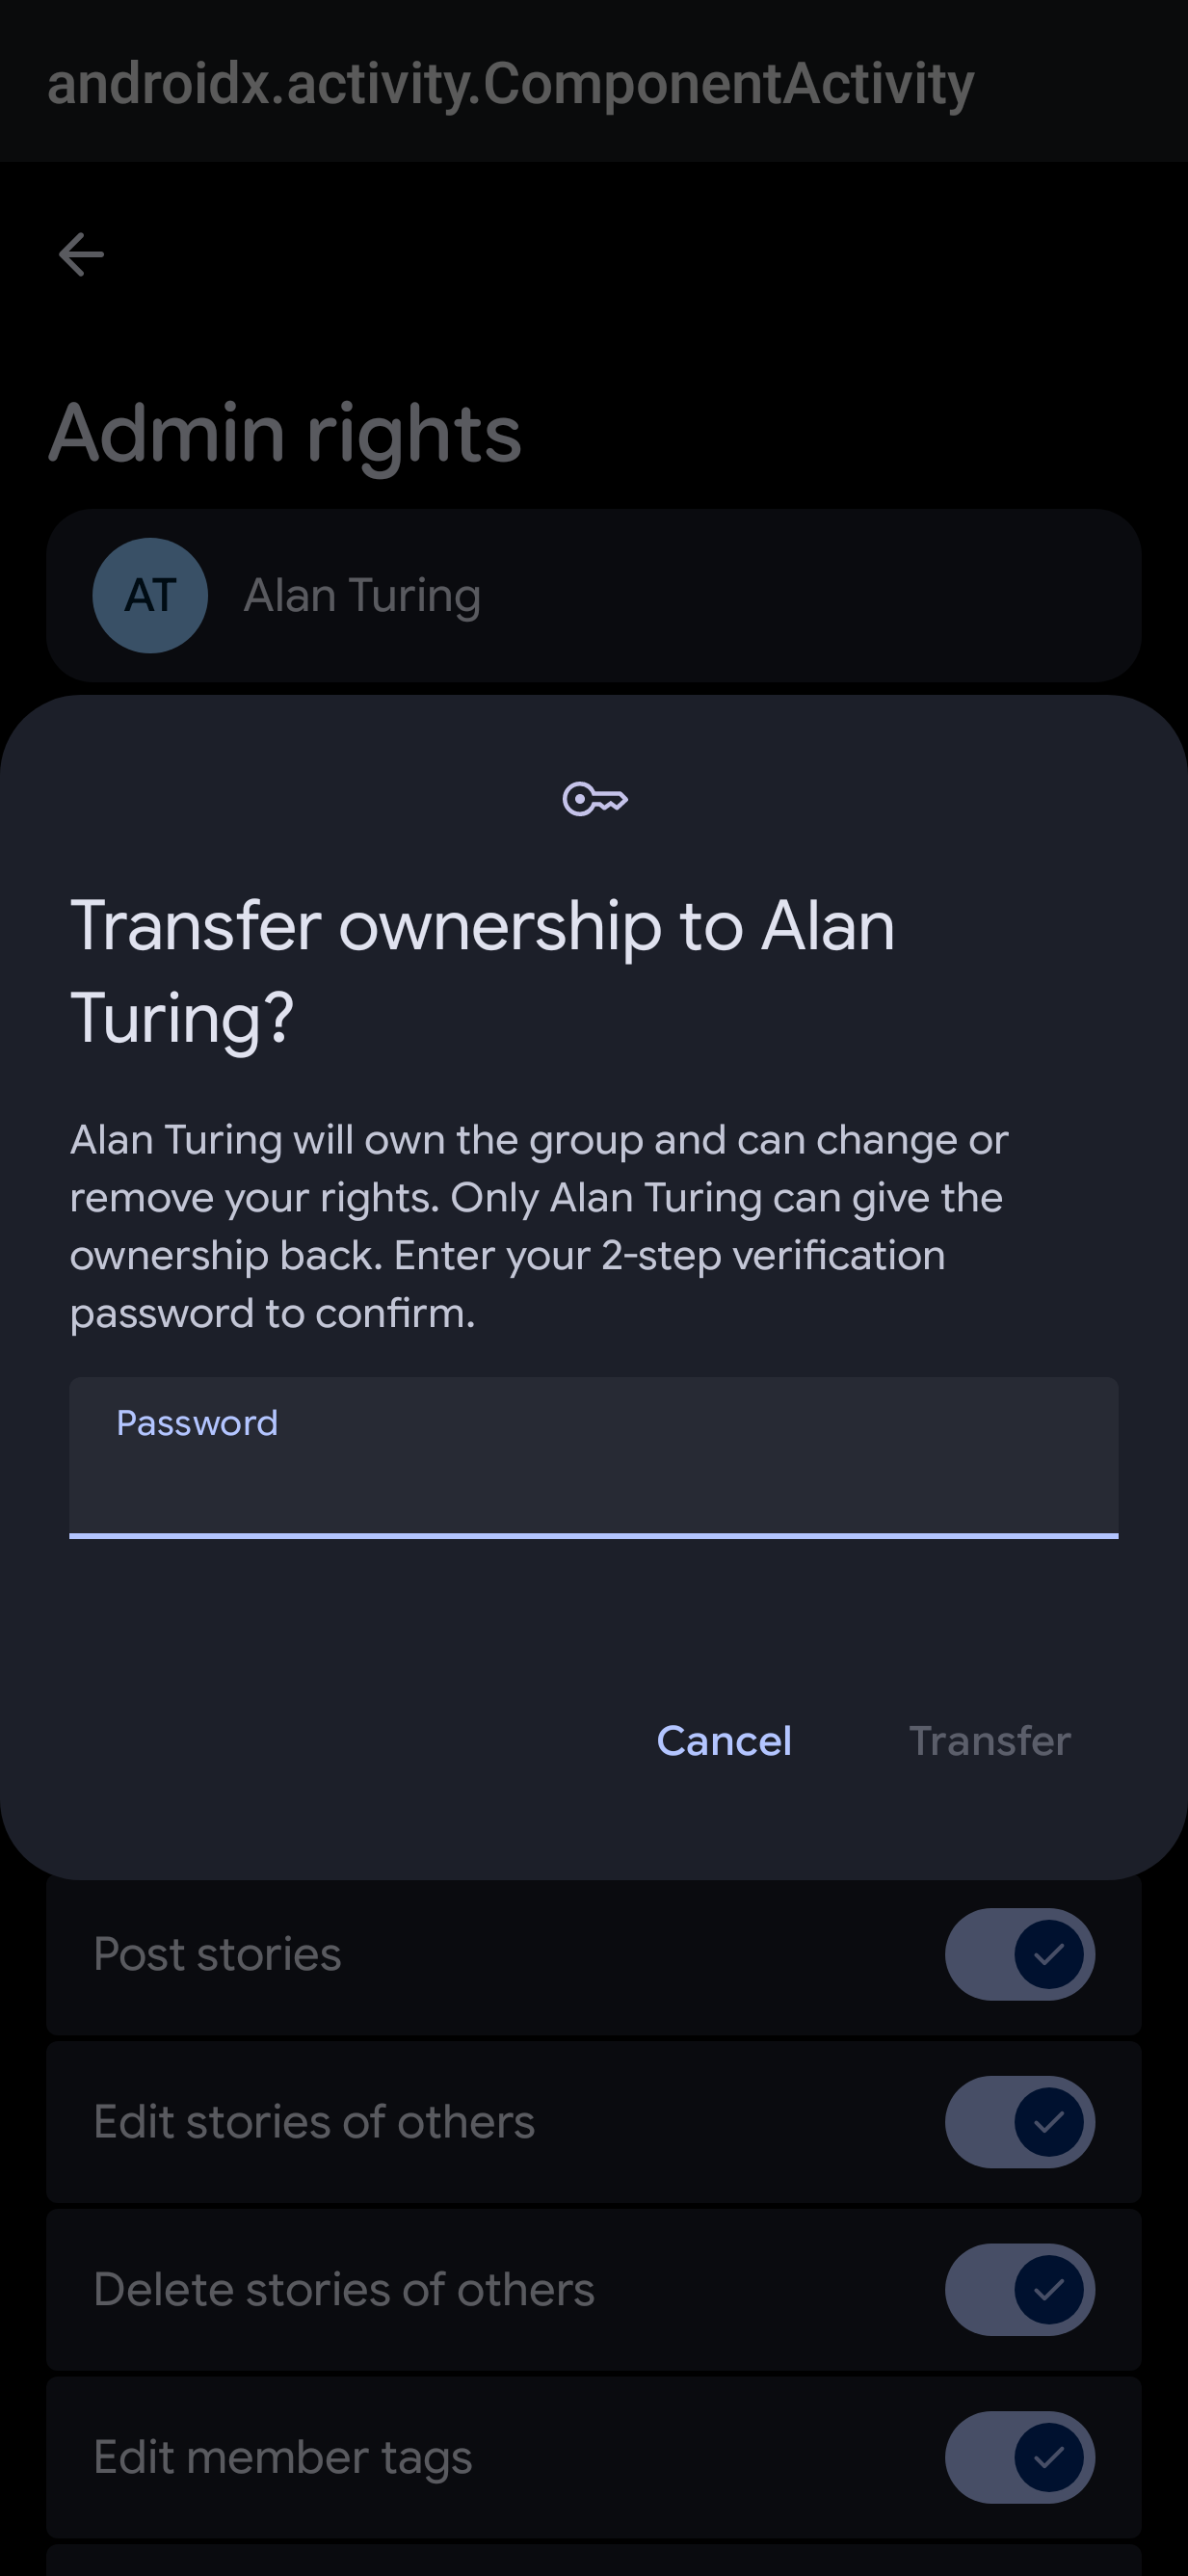 androidx.activity.ComponentActivity
Admin rights
AT Alan Turing
Transfer ownership to Alan
Turing?
Alan Turing will own the group and can change or
remove your rights. Only Alan Turing can give the
ownership back. Enter your 2-step verification
password to confirm.
Password
Cancel Transfer
Post stories
Edit stories of others
Delete stories of others
Edit member tags